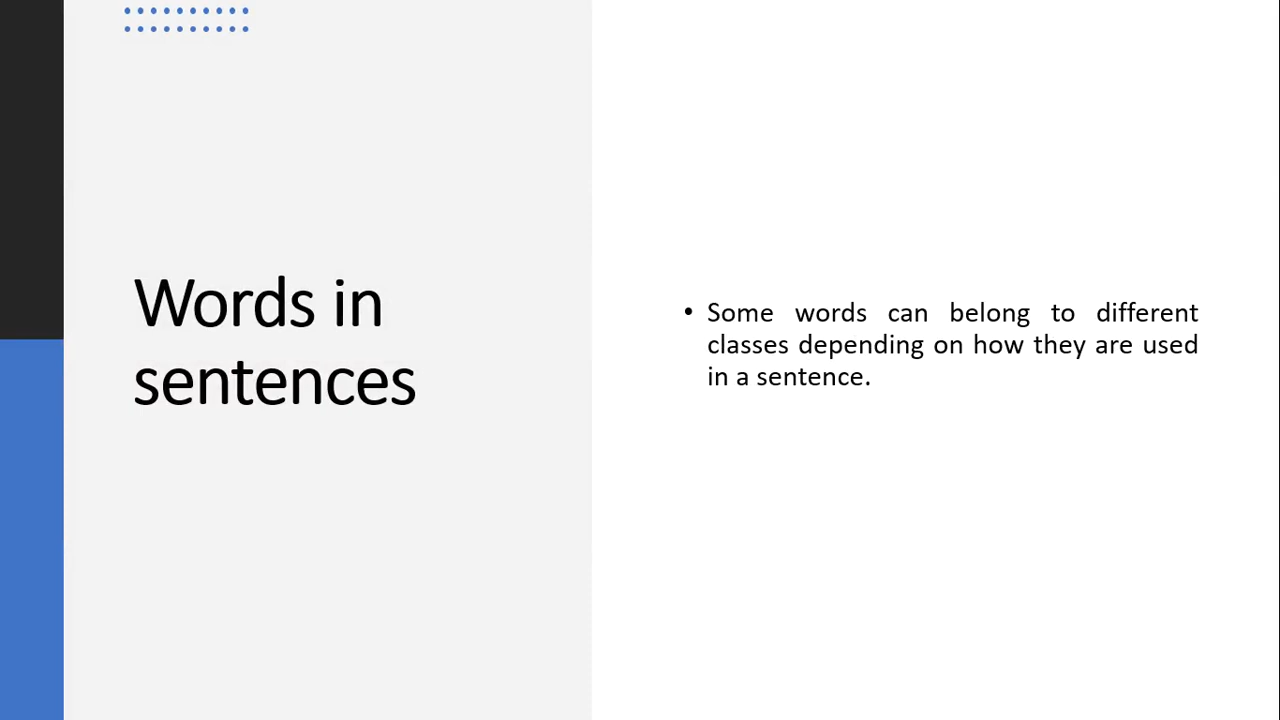 Words in
sentences
• Some words can belong to different
classes depending on how they are used
in a sentence.